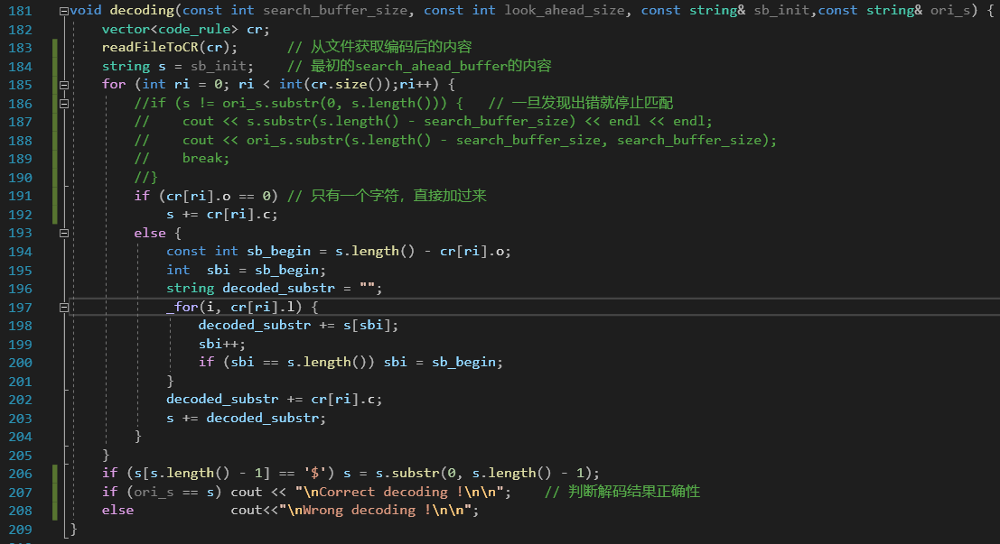 181 void decoding(const int search_buffer_size, const int look_ahead_size, const string& sb_init,const string& ori_s) {
182 vector<code_rule> cr;
183 readFileToCR(cr); // 从文件获取编码后的内容
184 string s = sb_init; // 最初的search_ahead_buffer的内容
185 for (int ri = 0; ri < int(cr.size());ri++) {
186 //if (s != ori_s.substr(0, s.length())) { // 一旦发现出错就停止匹配
187 // cout << s.substr(s.length() - search_buffer_size) << endl << endl;
188 // cout << ori_s.substr(s.length() - search_buffer_size, search_buffer_size);
189 // break;
190 //}
191 if (cr[ri].o == 0) // 只有一个字符，直接加过来
192 s += cr[ri].c;
193 else {
194 const int sb_begin = s.length() - cr[ri].o;
195 int sbi = sb_begin;
196 string decoded_substr = "";
197 _for(i, cr[ri].l) {
198 decoded_substr += s[sbi];
199 sbi++;
200 if (sbi == s.length()) sbi = sb_begin;
201 }
202 decoded_substr += cr[ri].c;
203 s += decoded_substr;
204 }
205 }
206 if (s[s.length() - 1] == '$') s = s.substr(0, s.length() - 1);
207 if (ori_s == s) cout << "\nCorrect decoding !\n\n"; // 判断解码结果正确性
208 else cout<<"\nWrong decoding !\n\n";
209 }